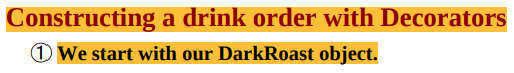 Constructing a drink order with Decorators
① We start with our DarkRoast object.